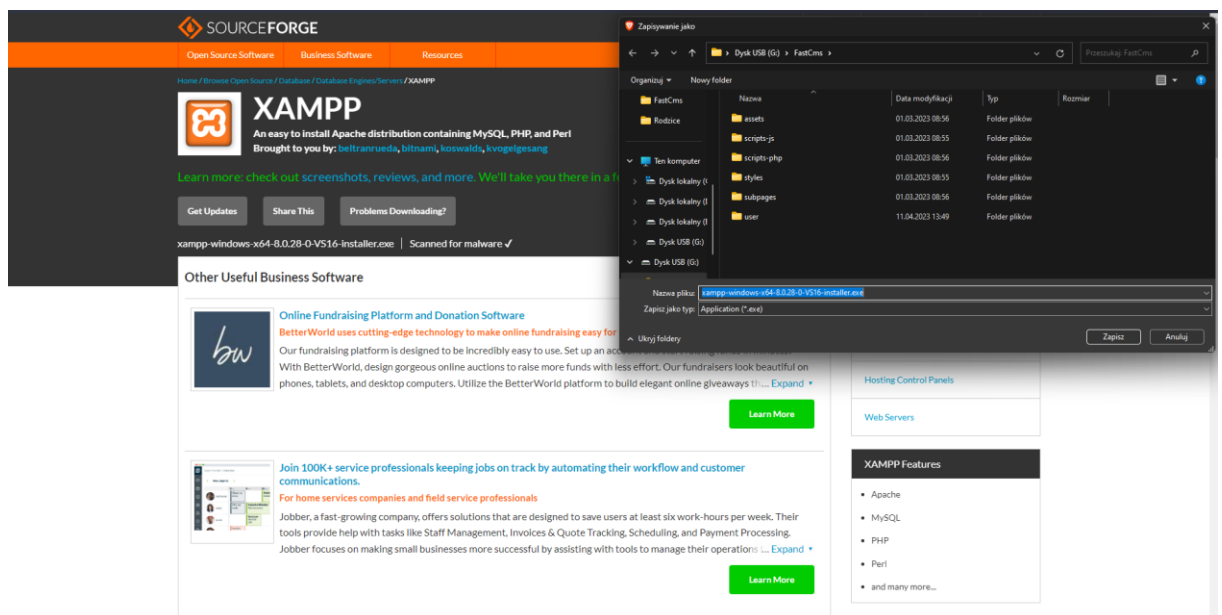 SOURCEFORGE
Open Source Software Business Software Resources
Home / Browse Open Source / Database / Database Engines/Servers / XAMPP
XAMPP
An easy to install Apache distribution containing MySQL, PHP, and Perl
Brought to you by: beltranrueda, bitnami, koswalds, kvogelgesang
Learn more: check out screenshots, reviews, and more. We'll take you there in a
Get Updates Share This Problems Downloading?
xampp-windows-x64-8.0.28-0-VS16-installer.exe | Scanned for malware ✓
Zapisywanie jako
Dysk USB (G:) › FastCms ›
Przeszukaj: FastCms
Organizuj Nowy folder
FastCms
Rodzice
Ten komputer
Dysk lokalny (
Dysk lokalny (
Dysk lokalny (
Dysk USB (G:)
Dysk USB (G:)
Nazwa Data modyfikacji Typ Rozmiar
assets 01.03.2023 08:56 Folder plików
scripts-js 01.03.2023 08:55 Folder plików
scripts-php 01.03.2023 08:56 Folder plików
styles 01.03.2023 08:55 Folder plików
subpages 01.03.2023 08:56 Folder plików
user 11.04.2023 13:49 Folder plików
Nazwa pliku: xampp-windows-x64-8.0.28-0-VS16-installer.exe
Zapisz jako typ: Application (*.exe)
Ukryj foldery
Zapisz Anuluj
Other Useful Business Software
bw
Online Fundraising Platform and Donation Software
BetterWorld uses cutting-edge technology to make online fundraising easy for
Our fundraising platform is designed to be incredibly easy to use. Set up an
With BetterWorld, design gorgeous online auctions to raise more funds with less effort. Our fundraisers look beautiful on
phones, tablets, and desktop computers. Utilize the BetterWorld platform to build elegant online giveaways ... Expand
Learn More
Join 100K+ service professionals keeping jobs on track by automating their workflow and customer
communications.
For home services companies and field service professionals
Jobber, a fast-growing company, offers solutions that are designed to save users at least six work-hours per week. Their
tools provide help with tasks like Staff Management, Invoices & Quote Tracking, Scheduling, and Payment Processing.
Jobber focuses on making small businesses more successful by assisting with tools to manage their operations ... Expand
Learn More
Hosting Control Panels
Web Servers
XAMPP Features
Apache
MySQL
PHP
Perl
and many more...